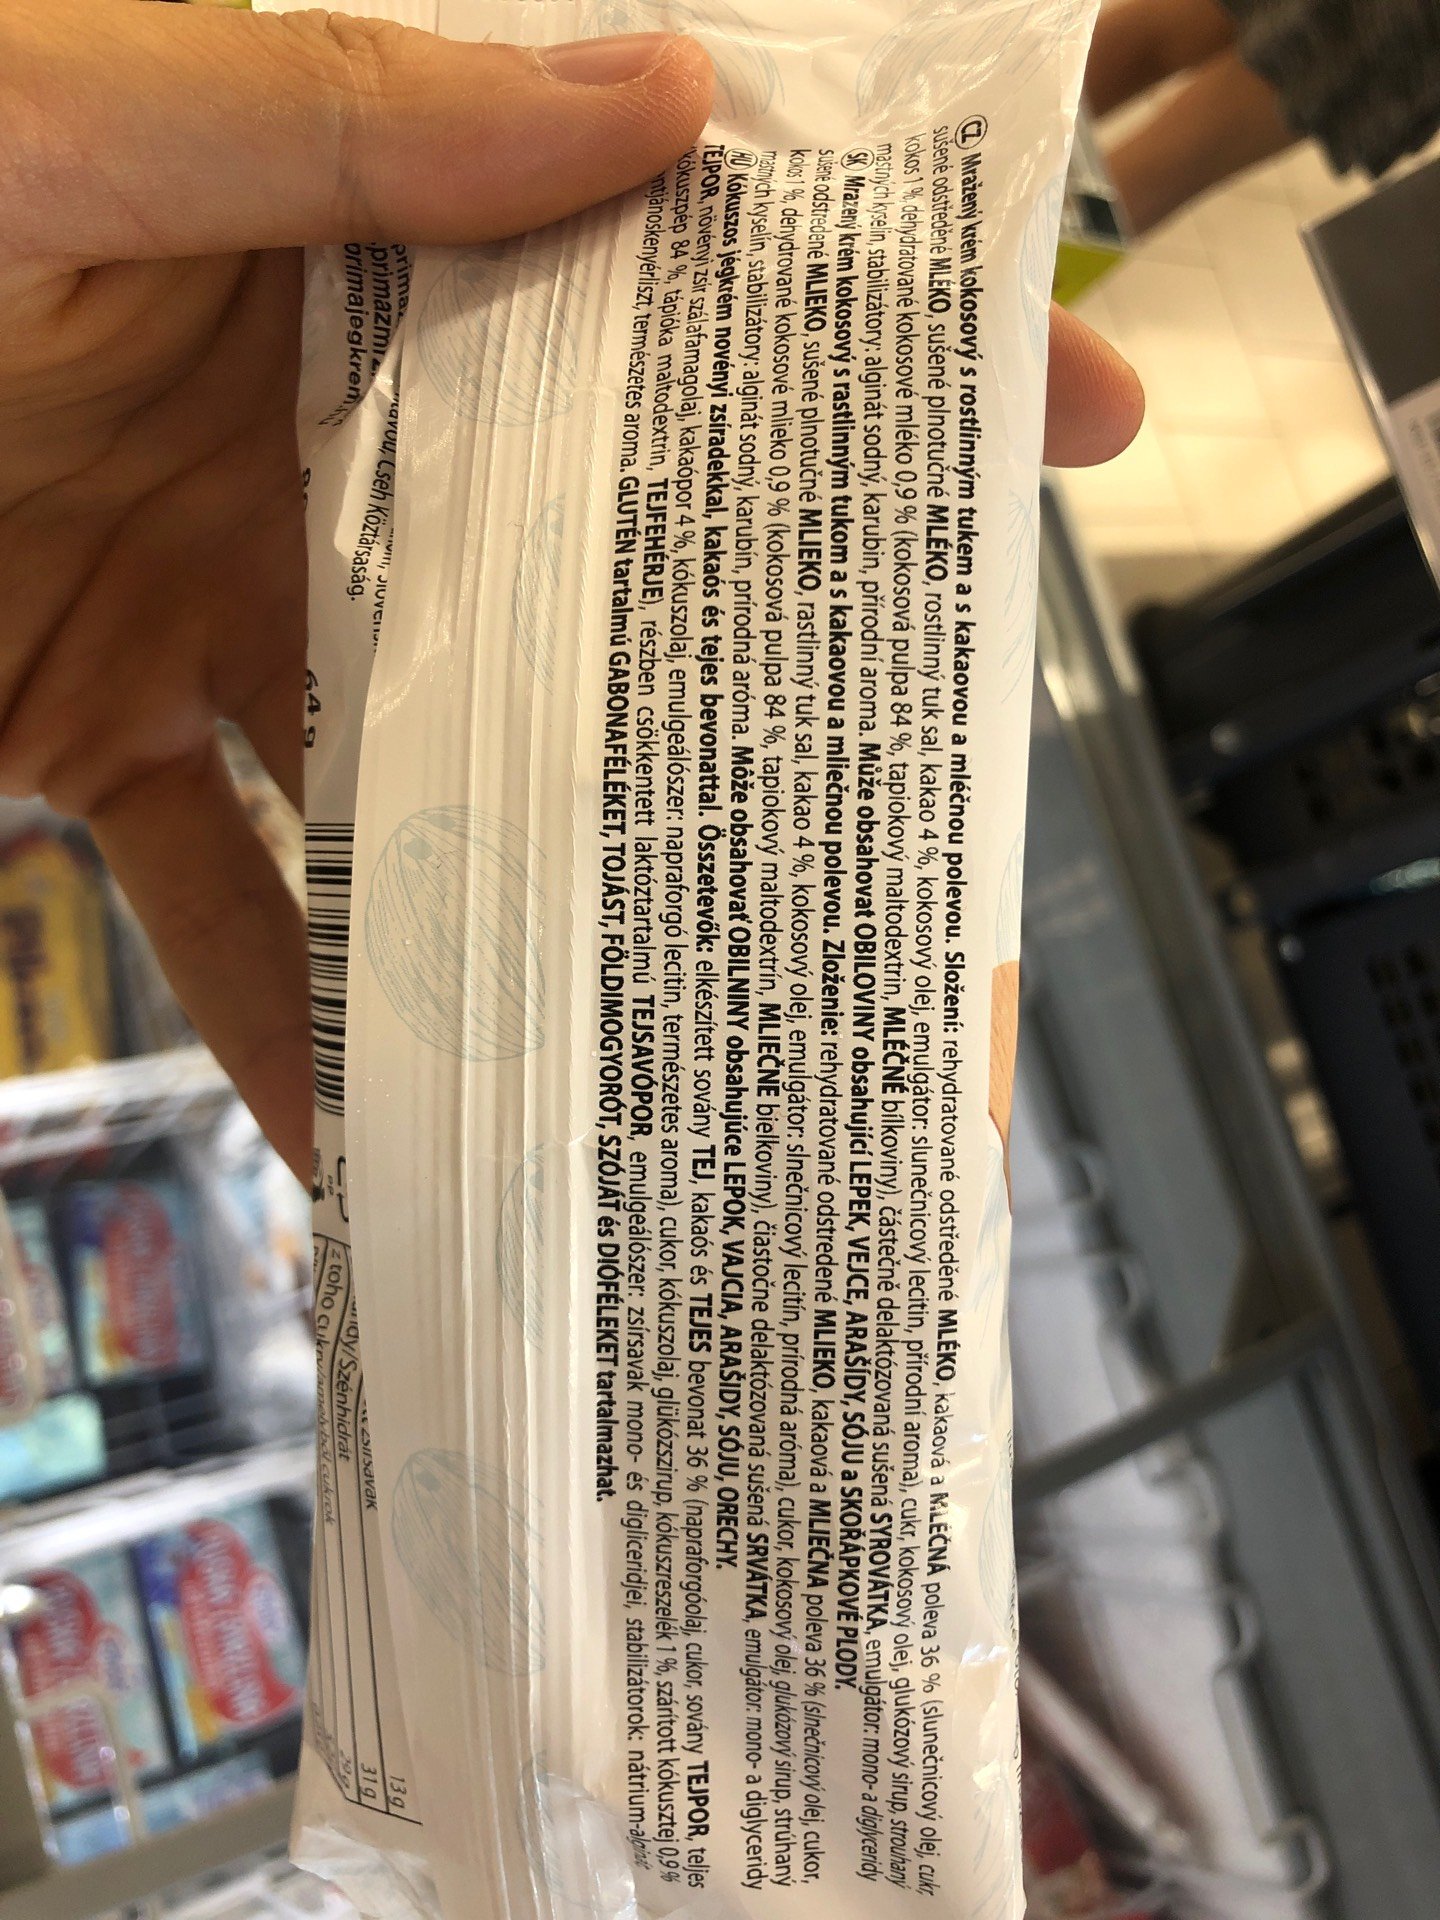 CZ Mražený krém kokosový s rostlinným tukem a s kakaovou a mléčnou polevou. Složení: rehydratované odstředěné MLÉKO, kakaová a MLÉČNÁ poleva 36 % (slunečnicový olej, cukr,
sušené odstředěné MLÉKO, sušené plnotučné MLÉKO, rostlinný tuk sal, kakao 4 %, kokosový olej, emulgátor: slunečnicový lecitin, přírodní aroma), cukr, kokosový olej, glukózový sirup, strouhaný
kokos 1 %, dehydratované kokosové mléko 0,9 % (kokosová pulpa 84 %, tapiokový maltodextrin, MLÉČNÉ bílkoviny), částečně delaktózovaná sušená SYROVÁTKA, emulgátor: mono- a diglyceridy
mastných kyselin, stabilizátory: alginát sodný, karubin, přírodní aroma. Může obsahovat OBILOVINY obsahující LEPEK, VEJCE, ARAŠÍDY, SÓJU a SKOŘÁPKOVÉ PLODY.
SK Mrazený krém kokosový s rastlinným tukom a s kakaovou a mliečnou polevou. Zloženie: rehydratované odstredené MLIEKO, kakaová a MLIEČNA poleva 36 % (slnečnicový olej, cukor,
sušené odstredené MLIEKO, sušené plnotučné MLIEKO, rastlinný tuk sal, kakao 4 %, kokosový olej, emulgátor: slnečnicový lecitín, prírodná aróma), cukor, kokosový olej, glukózový sirup, strúhaný
kokos 1 %, dehydrované kokosové mlieko 0,9 % (kokosová pulpa 84 %, tapiokový maltodextrín, MLIEČNE bielkoviny), čiastočne delaktózovaná sušená SRVÁTKA, emulgátor: mono- a diglyceridy
mastných kyselín, stabilizátory: alginát sodný, karubín, prírodná aróma. Môže obsahovať OBILNINY obsahujúce LEPOK, VAJCIA, ARAŠIDY, SÓJU, ORECHY.
HU Kókuszos jégkrém növényi zsiradékkal, kakaós és tejes bevonattal. Összetevők: elkészített sovány TEJ, kakaós és TEJES bevonat 36 % (napraforgóolaj, cukor, sovány TEJPOR, teljes
TEJPOR, növényi zsír szálafamagolaj, kakaópor 4 %, kókuszolaj, emulgeálószer: napraforgó lecitin, természetes aroma), cukor, kókuszolaj, glükózszirup, kókuszreszelék 1 %, szárított kókusztej 0,9 %
(kókuszpép 84 %, tápióka maltodextrin, TEJFEHÉRJE), részben csökkentett laktóztartalmú TEJSAVÓPOR, emulgeálószer: zsírsavak mono- és digliceridjei, stabilizátorok: nátrium-alginát
szentjánoskenyérliszt, természetes aroma. GLUTÉN tartalmú GABONAFÉLÉKET, TOJÁST, FÖLDIMOGYORÓT, SZÓJÁT és DIÓFÉLÉKET tartalmazhat.
Cseh Köztársaság.
64 g
PP
13 g
/Szénhidrát 31 g
z toho cukry 29 g